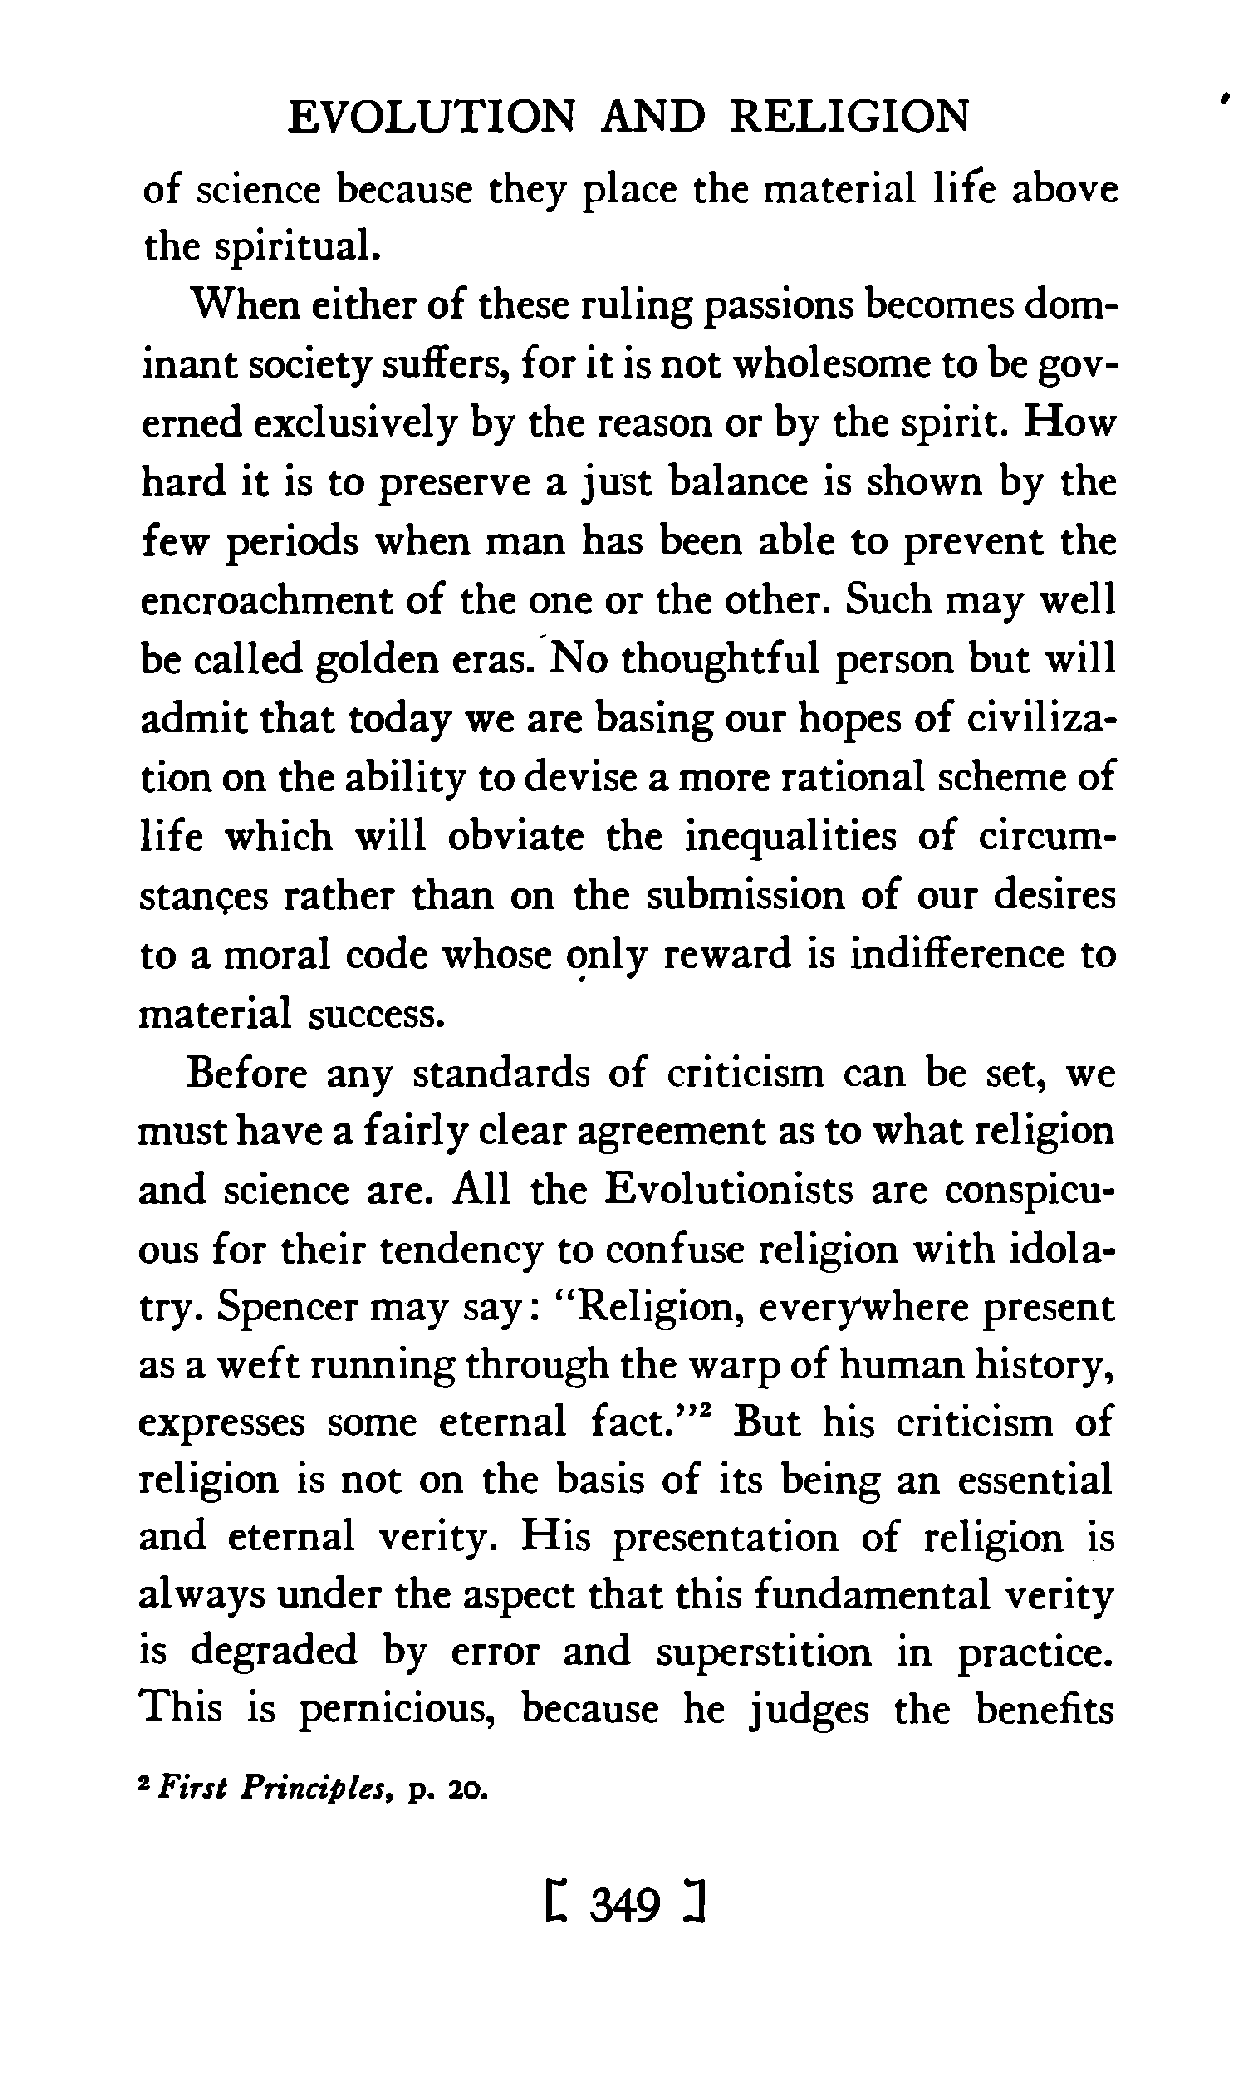 EVOLUTION AND RELIGION
of science because they place the material life above
the spiritual.
When either of these ruling passions becomes dom-
inant society suffers, for it is not wholesome to be gov-
erned exclusively by the reason or by the spirit. How
hard it is to preserve a just balance is shown by the
few periods when man has been able to prevent the
encroachment of the one or the other. Such may well
be called golden eras. No thoughtful person but will
admit that today we are basing our hopes of civiliza-
tion on the ability to devise a more rational scheme of
life which will obviate the inequalities of circum-
stances rather than on the submission of our desires
to a moral code whose only reward is indifference to
material success.
Before any standards of criticism can be set, we
must have a fairly clear agreement as to what religion
and science are. All the Evolutionists are conspicu-
ous for their tendency to confuse religion with idola-
try. Spencer may say: "Religion, everywhere present
as a weft running through the warp of human history,
expresses some eternal fact."² But his criticism of
religion is not on the basis of its being an essential
and eternal verity. His presentation of religion is
always under the aspect that this fundamental verity
is degraded by error and superstition in practice.
This is pernicious, because he judges the benefits
² First Principles, p. 20.
[ 349 ]